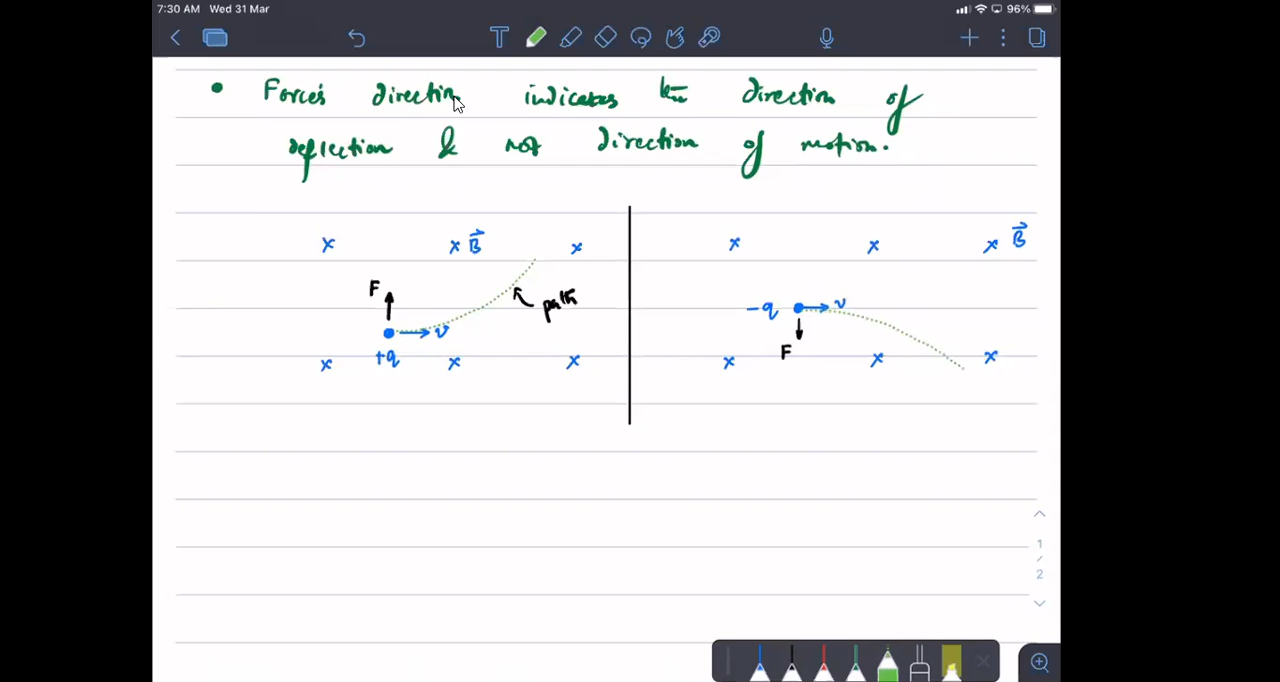 7:30 AM Wed 31 Mar
96%
• Force's direction indicates the direction of
deflection & not direction of motion.
x x B⃗ x
F
path
+q v
x x x
x x x B⃗
-q v
F
x x x
1
/
2